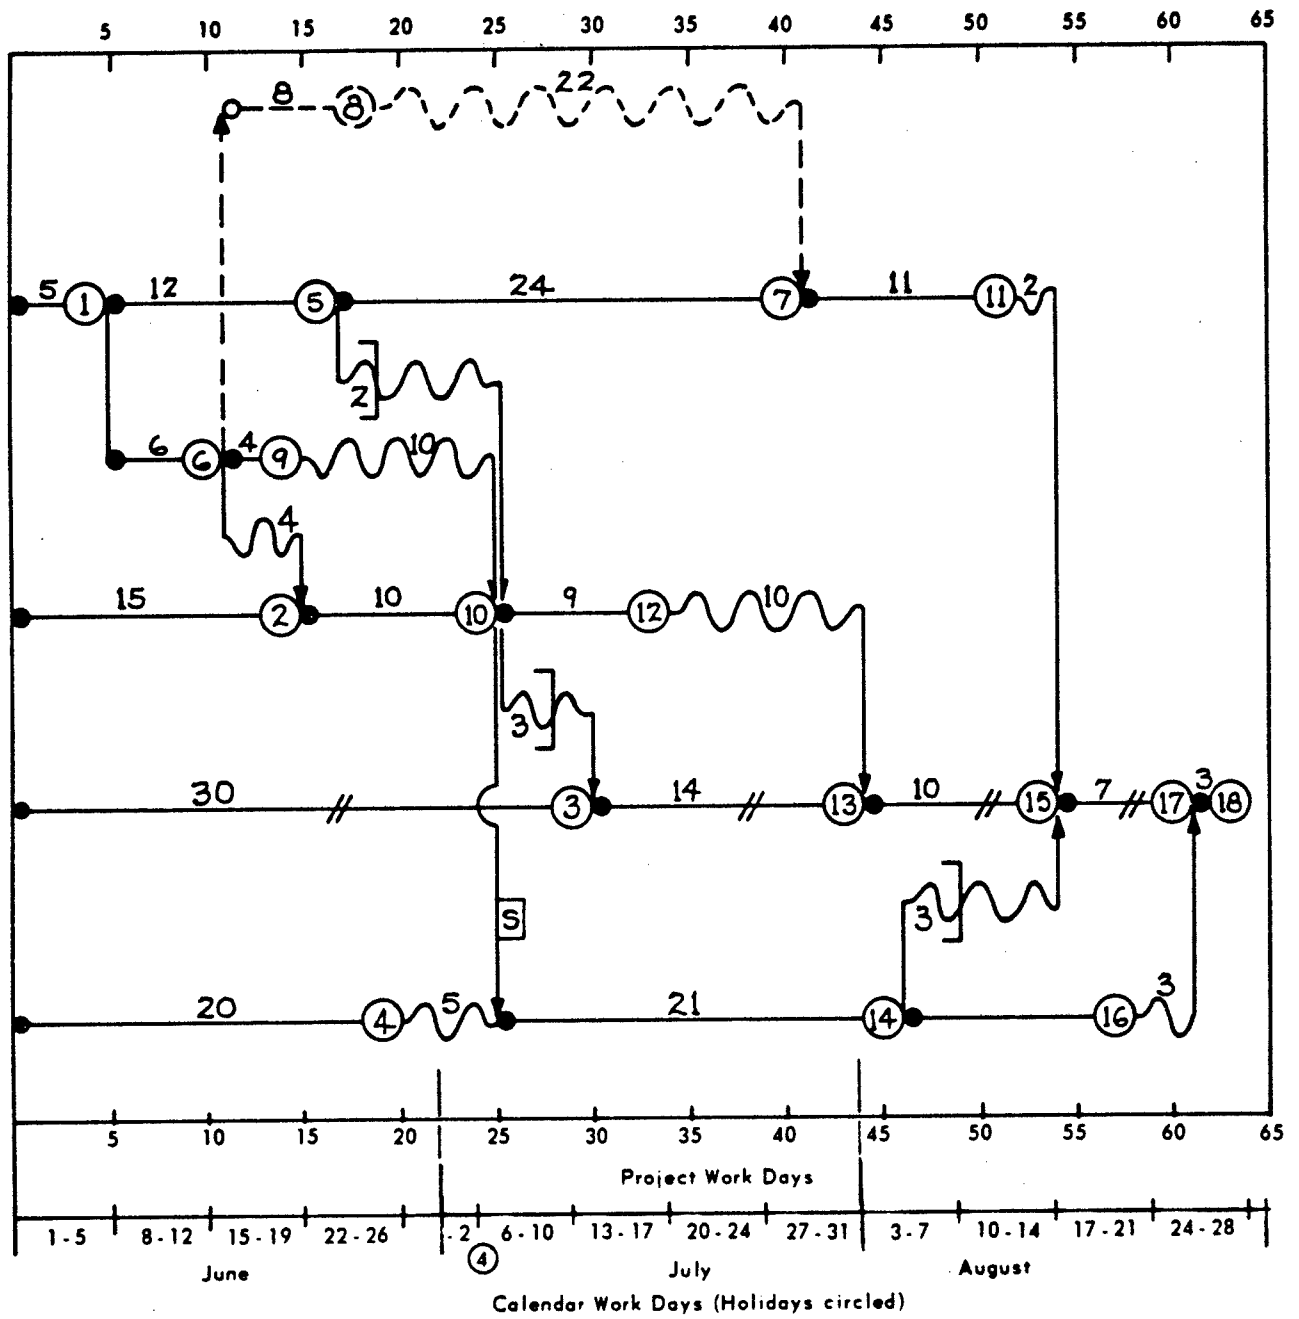 5 10 15 20 25 30 35 40 45 50 55 60 65
8 8 22
5 1 12 5 24 7 11 11 2
2
6 6 4 9 10
4
15 2 10 10 9 12 10
3
30 3 14 13 10 15 7 17 3 18
3
S
20 4 5 21 14 16 3
5 10 15 20 25 30 35 40 45 50 55 60 65
Project Work Days
1-5 8-12 15-19 22-26 -2 6-10 13-17 20-24 27-31 3-7 10-14 17-21 24-28
4
June July August
Calendar Work Days (Holidays circled)